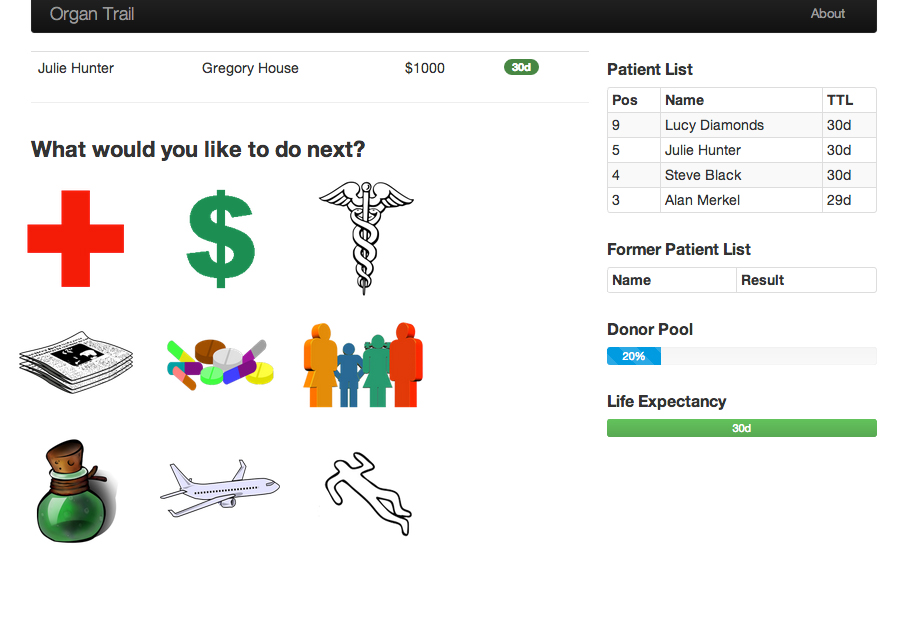 Organ Trail About
Julie Hunter Gregory House $1000 30d
What would you like to do next?
$
Patient List
Pos Name TTL
9 Lucy Diamonds 30d
5 Julie Hunter 30d
4 Steve Black 30d
3 Alan Merkel 29d
Former Patient List
Name Result
Donor Pool
20%
Life Expectancy
30d